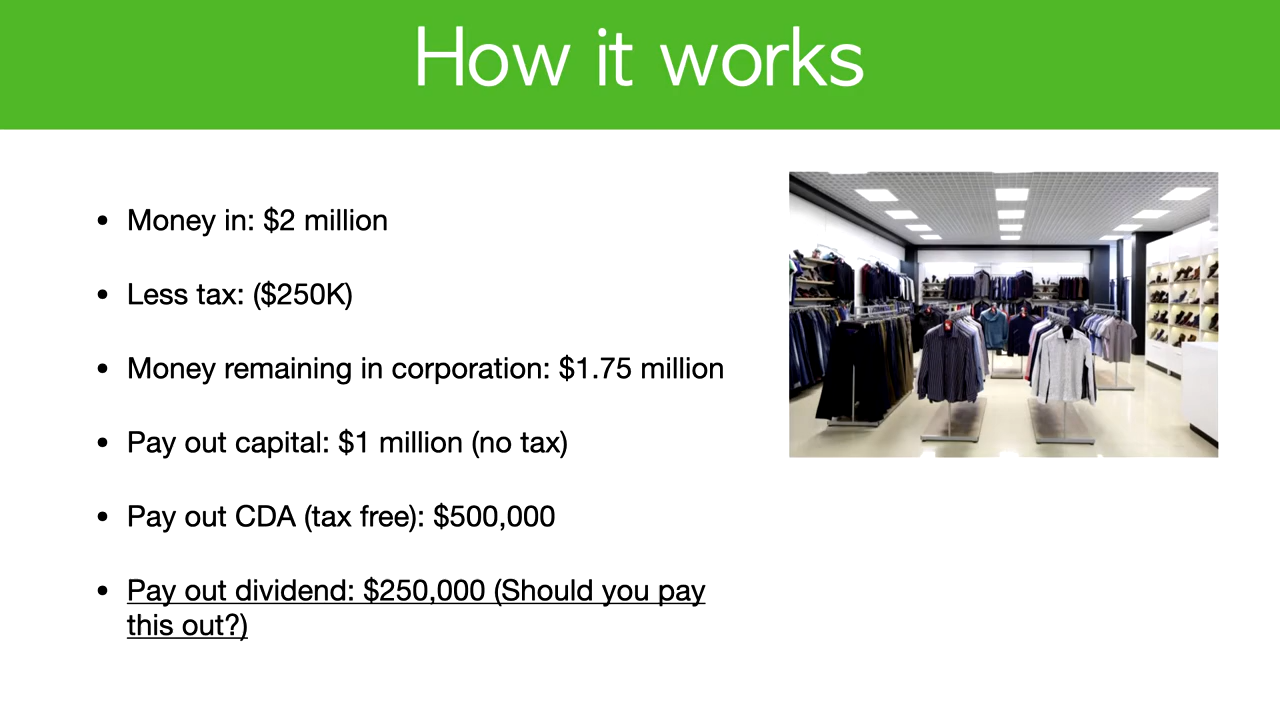 How it works
• Money in: $2 million
• Less tax: ($250K)
• Money remaining in corporation: $1.75 million
• Pay out capital: $1 million (no tax)
• Pay out CDA (tax free): $500,000
• Pay out dividend: $250,000 (Should you pay
this out?)